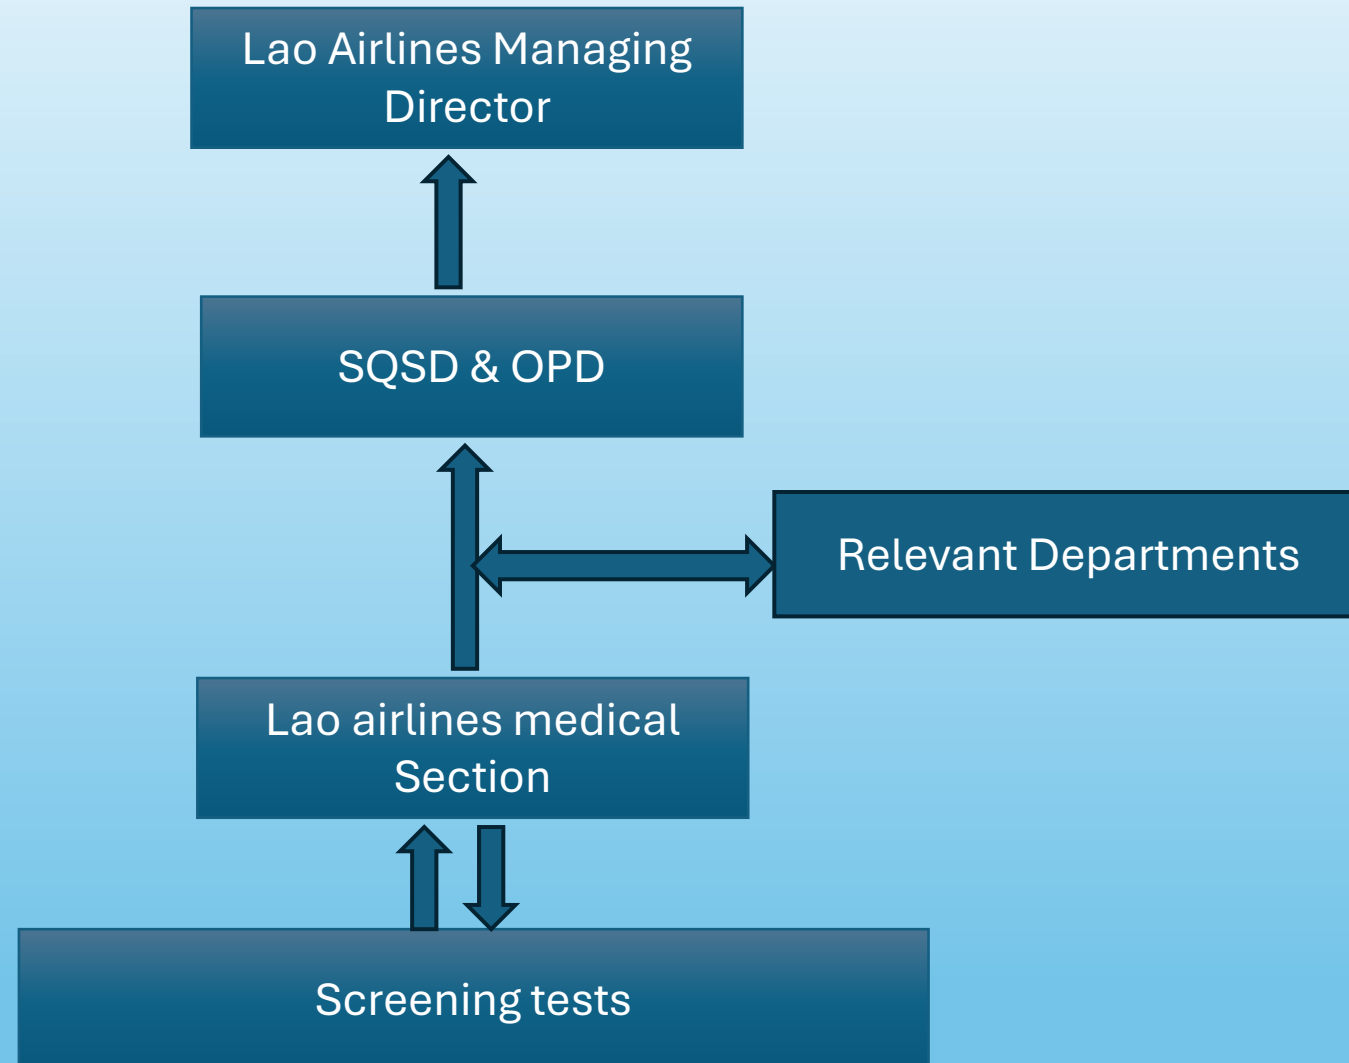 Lao Airlines Managing
Director
SQSD & OPD
Relevant Departments
Lao airlines medical
Section
Screening tests